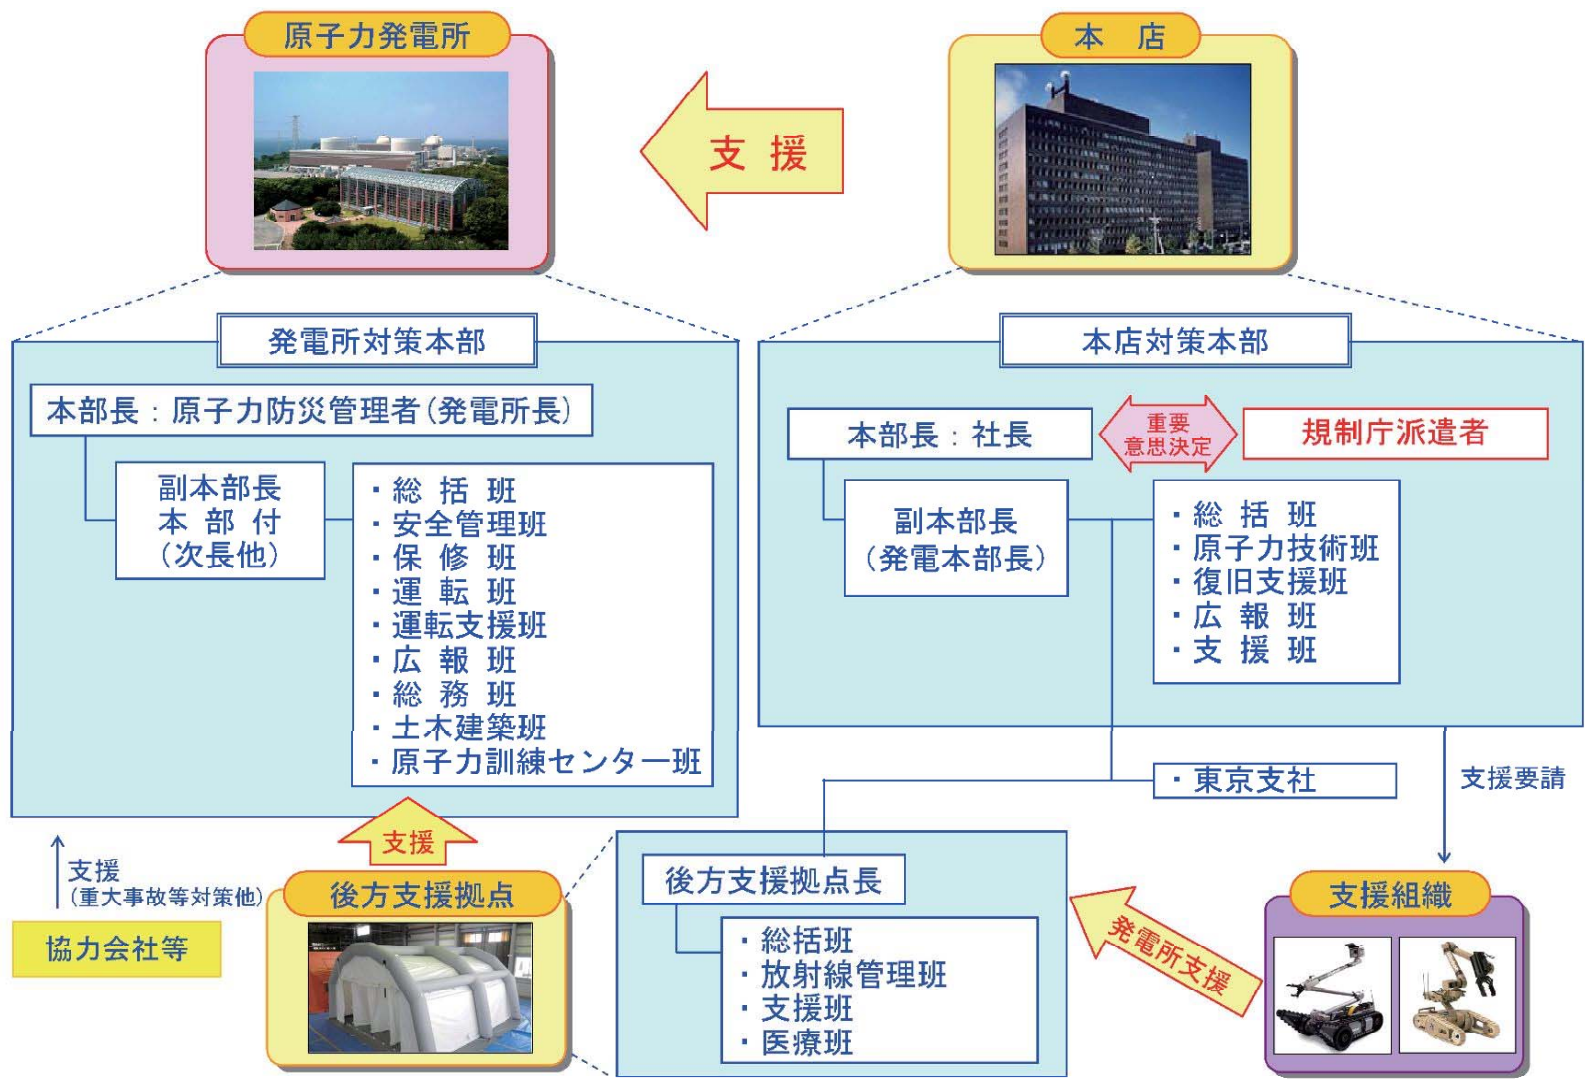 原子力発電所
本 店
支 援
発電所対策本部
本部長：原子力防災管理者(発電所長)
副本部長
本 部 付
(次長他)
・総 括 班
・安全管理班
・保 修 班
・運 転 班
・運転支援班
・広 報 班
・総 務 班
・土木建築班
・原子力訓練センター班
本店対策本部
本部長：社長
重要
意思決定
規制庁派遣者
副本部長
(発電本部長)
・総 括 班
・原子力技術班
・復旧支援班
・広 報 班
・支 援 班
・東京支社
支援要請
支援
(重大事故等対策他)
協力会社等
支援
後方支援拠点
後方支援拠点長
・総括班
・放射線管理班
・支援班
・医療班
発電所支援
支援組織